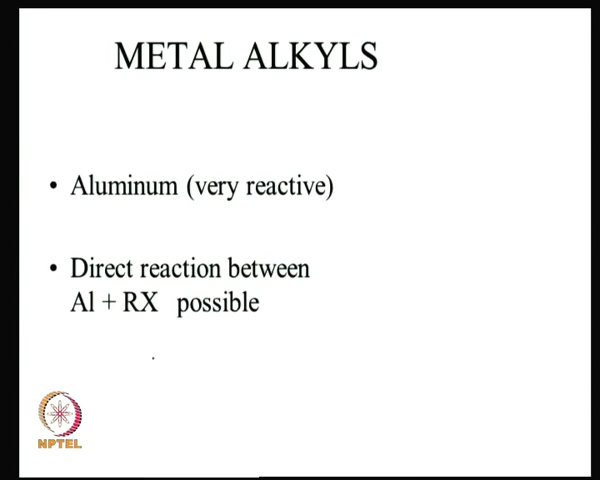 METAL ALKYLS
• Aluminum (very reactive)
• Direct reaction between
Al + RX possible
NPTEL